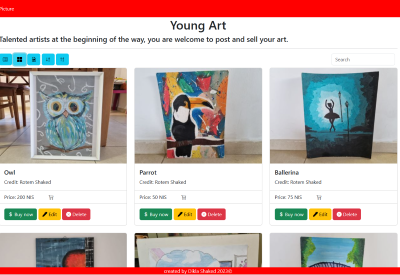 Picture
Young Art
Talented artists at the beginning of the way, you are welcome to post and sell your art.
Search
Owl
Credit: Rotem Shaked
Price: 200 NIS
Buy now Edit Delete
Parrot
Credit: Rotem Shaked
Price: 50 NIS
Buy now Edit Delete
Ballerina
Credit: Rotem Shaked
Price: 75 NIS
Buy now Edit Delete
created by Dikla Shaked 2023©